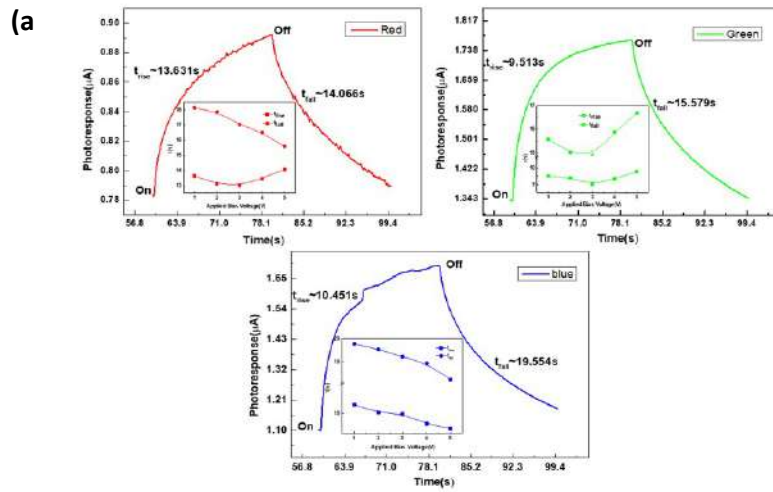 (a
0.90
0.88
0.86
0.84
0.82
0.80
0.78
Photoresponse(µA)
Off
Red
t_rise~13.631s
t_fall~14.066s
On
Applied Bias Voltage(V)
56.8 63.9 71.0 78.1 85.2 92.3 99.4
Time(s)
1.817
1.738
1.659
1.580
1.501
1.422
1.343
Photoresponse(µA)
Off
Green
t_rise~9.513s
t_fall~15.579s
On
Applied Bias Voltage(V)
56.8 63.9 71.0 78.1 85.2 92.3 99.4
Time(s)
1.65
1.54
1.43
1.32
1.21
1.10
Photoresponse(µA)
Off
blue
t_rise~10.451s
t_fall~19.554s
On
Applied Bias Voltage(V)
56.8 63.9 71.0 78.1 85.2 92.3 99.4
Time(s)